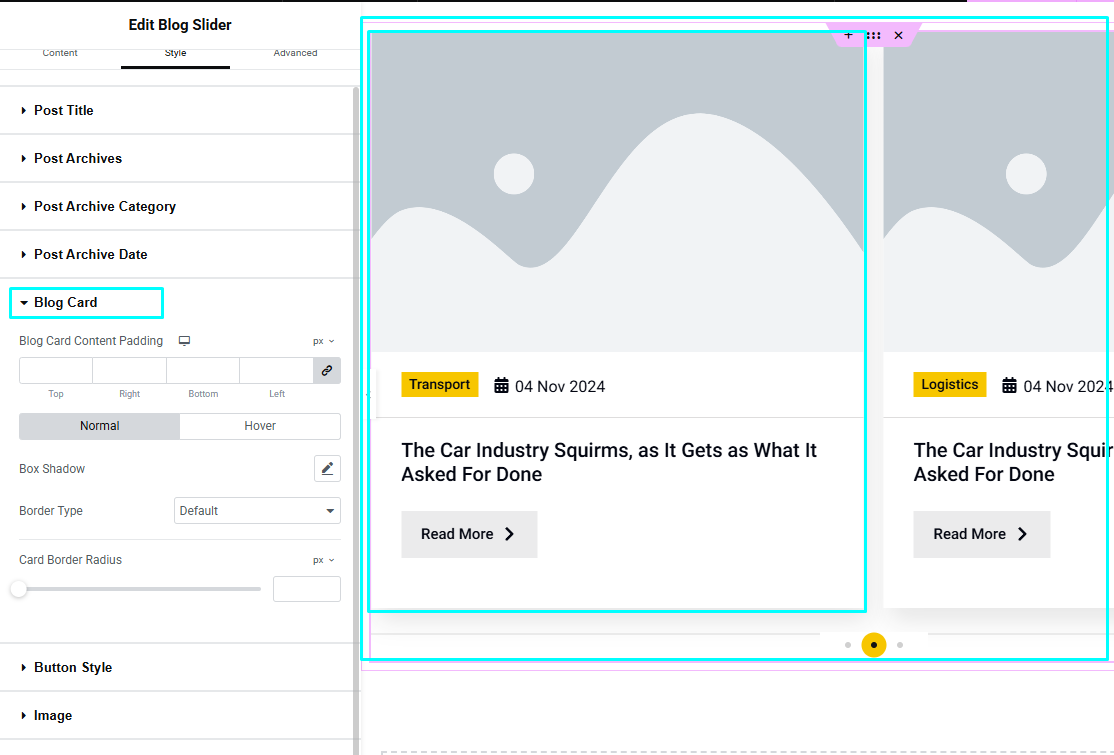 Edit Blog Slider
Content Style Advanced
Post Title
Post Archives
Post Archive Category
Post Archive Date
Blog Card
Blog Card Content Padding px
Top Right Bottom Left
Normal Hover
Box Shadow
Border Type Default
Card Border Radius px
Button Style
Image
Transport 04 Nov 2024
The Car Industry Squirms, as It Gets as What It
Asked For Done
Read More
Logistics 04 Nov 2024
The Car Industry Squir
Asked For Done
Read More